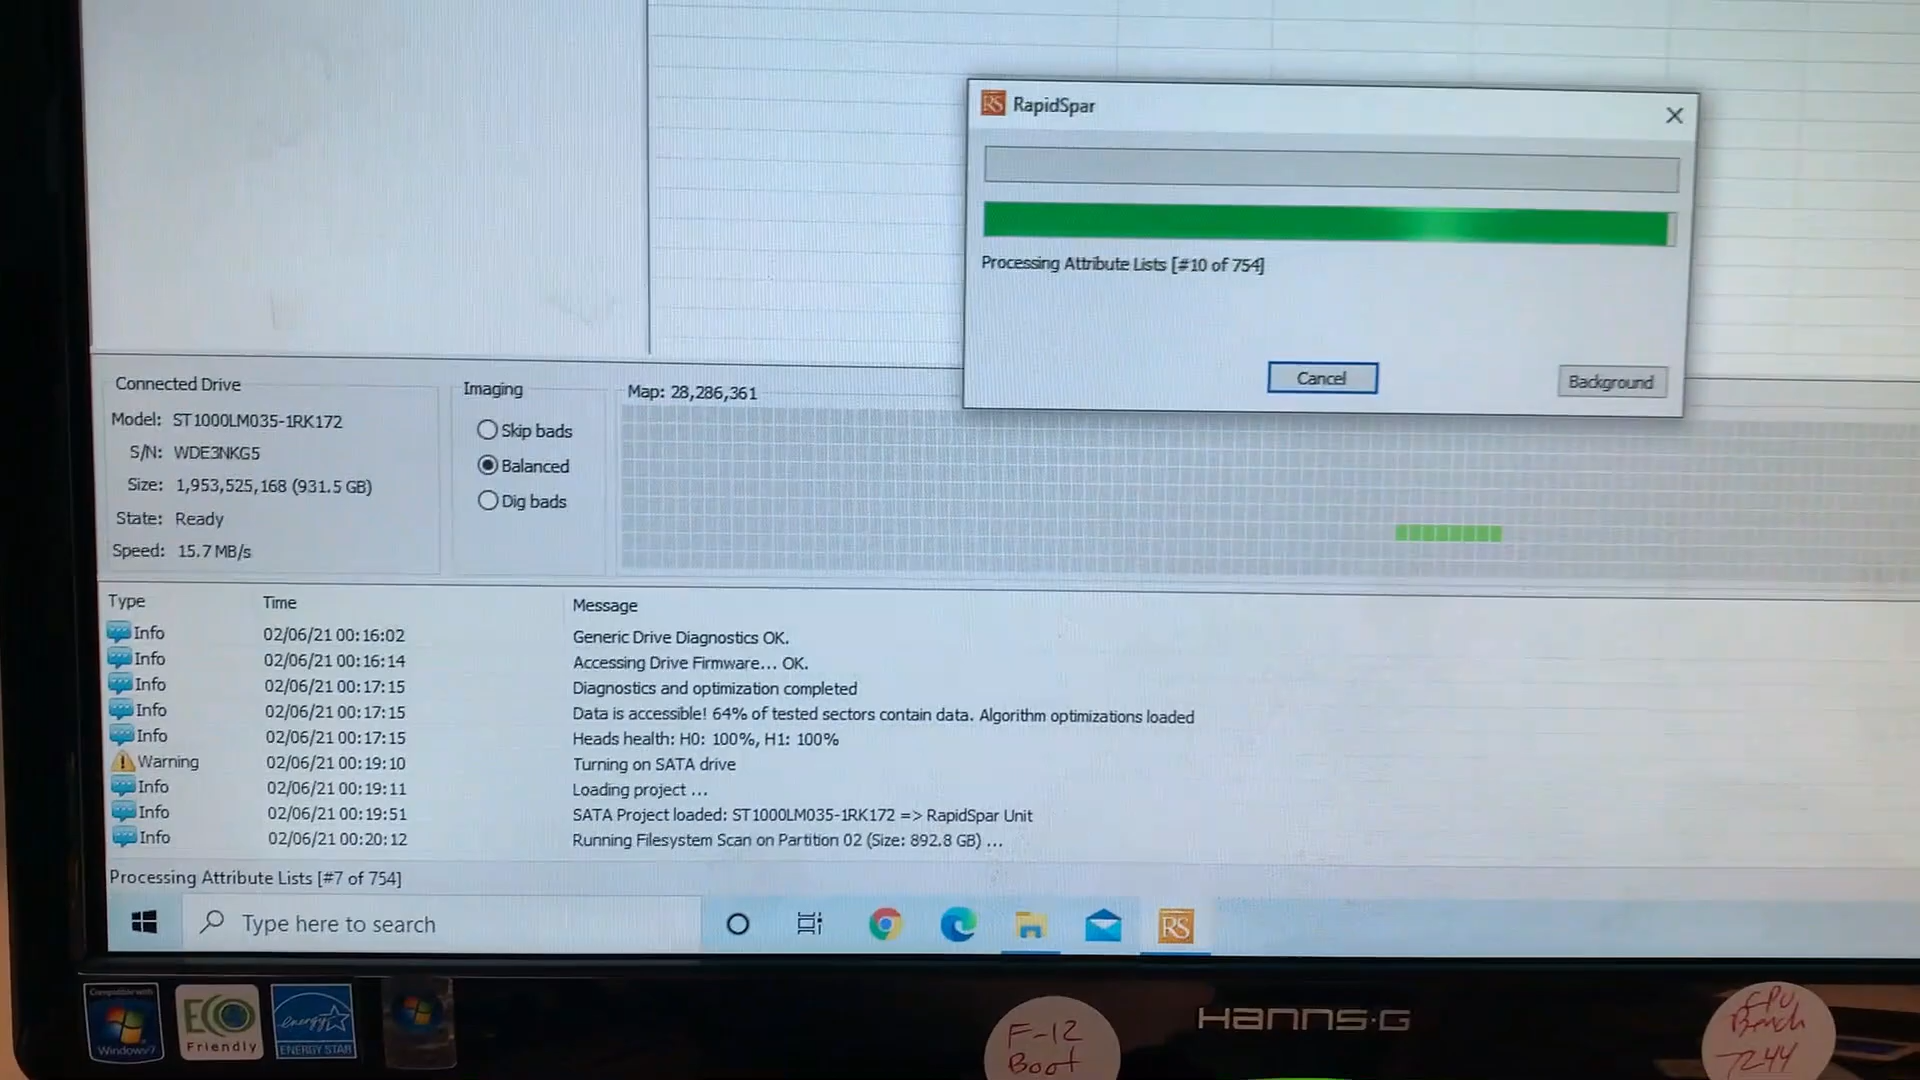 RS RapidSpar
Processing Attribute Lists [#10 of 754]
Cancel
Background
Connected Drive
Model: ST1000LM035-1RK172
S/N: WDE3NKG5
Size: 1,953,525,168 (931.5 GB)
State: Ready
Speed: 15.7 MB/s
Imaging
Skip bads
Balanced
Dig bads
Map: 28,286,361
Type Time Message
Info 02/06/21 00:16:02 Generic Drive Diagnostics OK.
Info 02/06/21 00:16:14 Accessing Drive Firmware... OK.
Info 02/06/21 00:17:15 Diagnostics and optimization completed
Info 02/06/21 00:17:15 Data is accessible! 64% of tested sectors contain data. Algorithm optimizations loaded
Info 02/06/21 00:17:15 Heads health: H0: 100%, H1: 100%
Warning 02/06/21 00:19:10 Turning on SATA drive
Info 02/06/21 00:19:11 Loading project ...
Info 02/06/21 00:19:51 SATA Project loaded: ST1000LM035-1RK172 => RapidSpar Unit
Info 02/06/21 00:20:12 Running Filesystem Scan on Partition 02 (Size: 892.8 GB) ...
Processing Attribute Lists [#7 of 754]
Type here to search
RS
Compatible with
Windows 7
ECO
Friendly
energy
ENERGY STAR
F-12
Boot
HANNS·G
CPU
Bench
7244